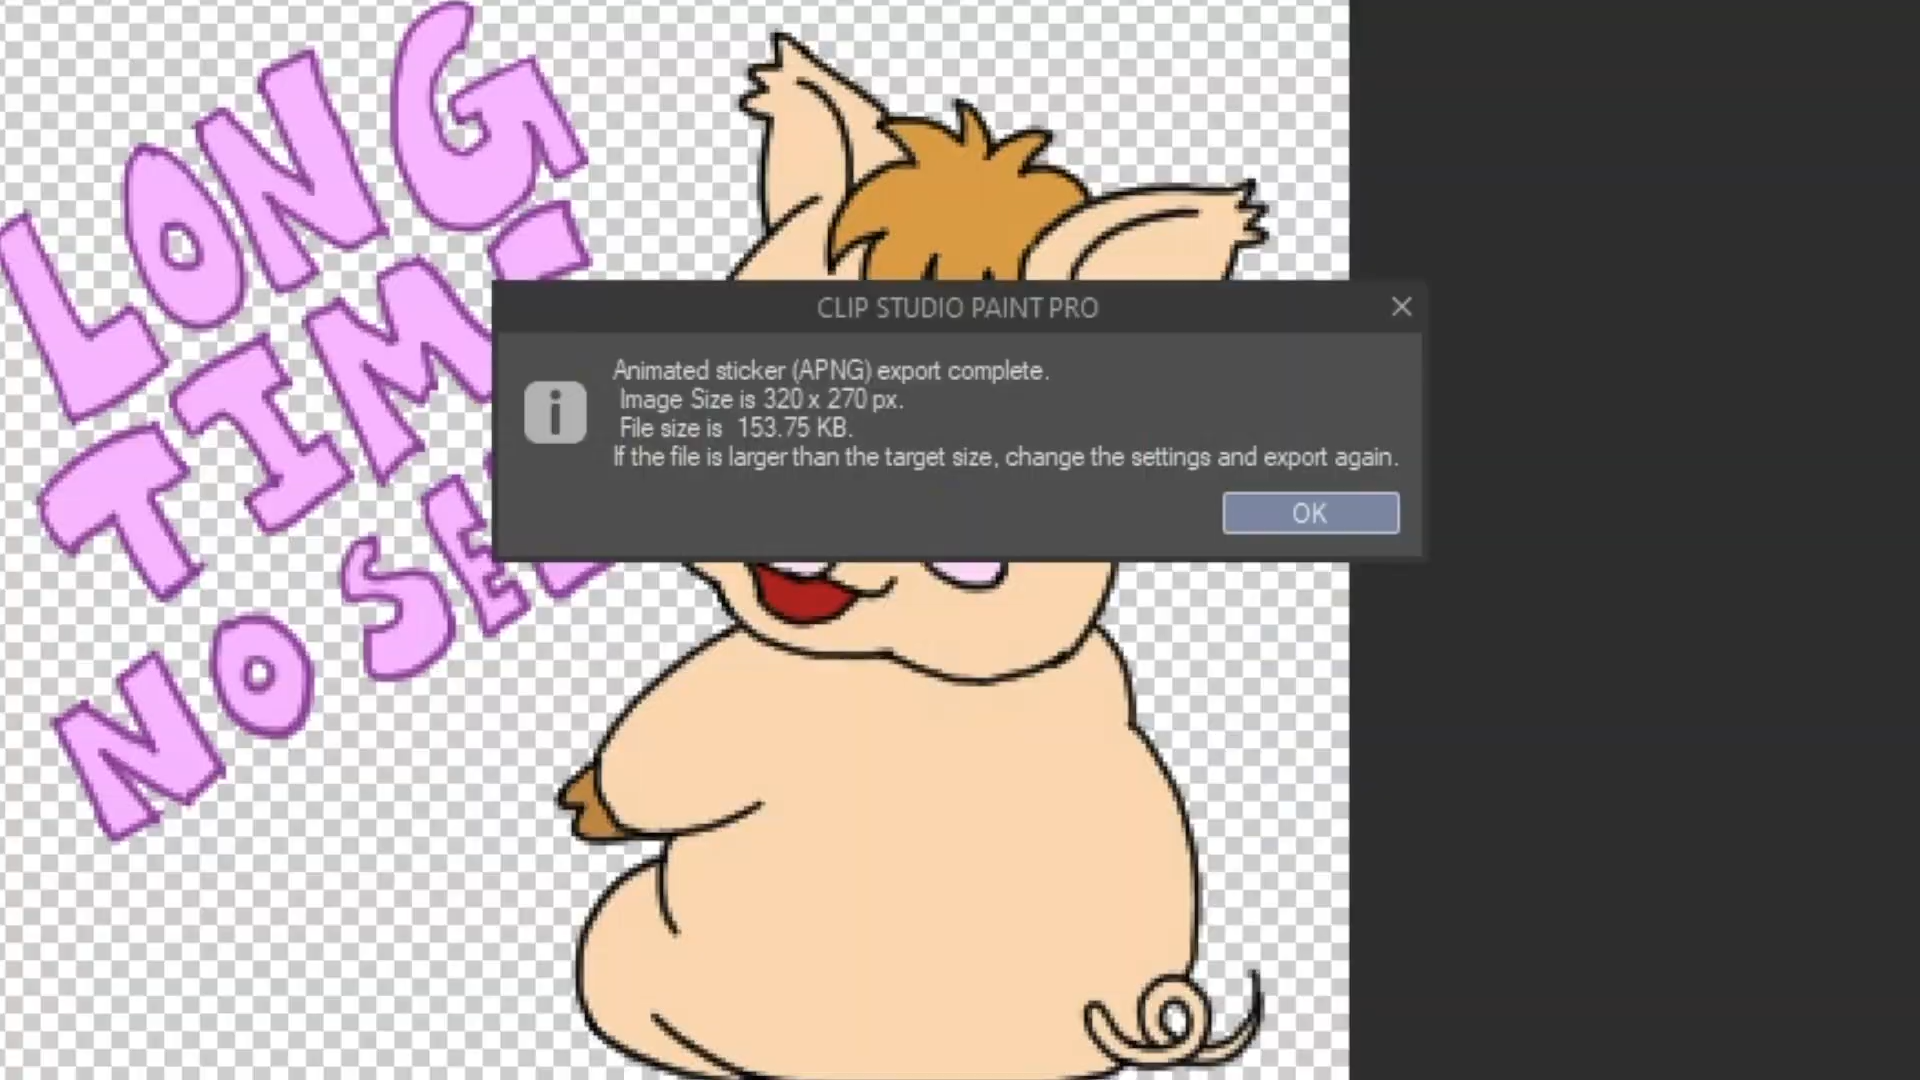 LONG
TIME
NO SEE
CLIP STUDIO PAINT PRO
Animated sticker (APNG) export complete.
Image Size is 320 x 270 px.
File size is 153.75 KB.
If the file is larger than the target size, change the settings and export again.
OK